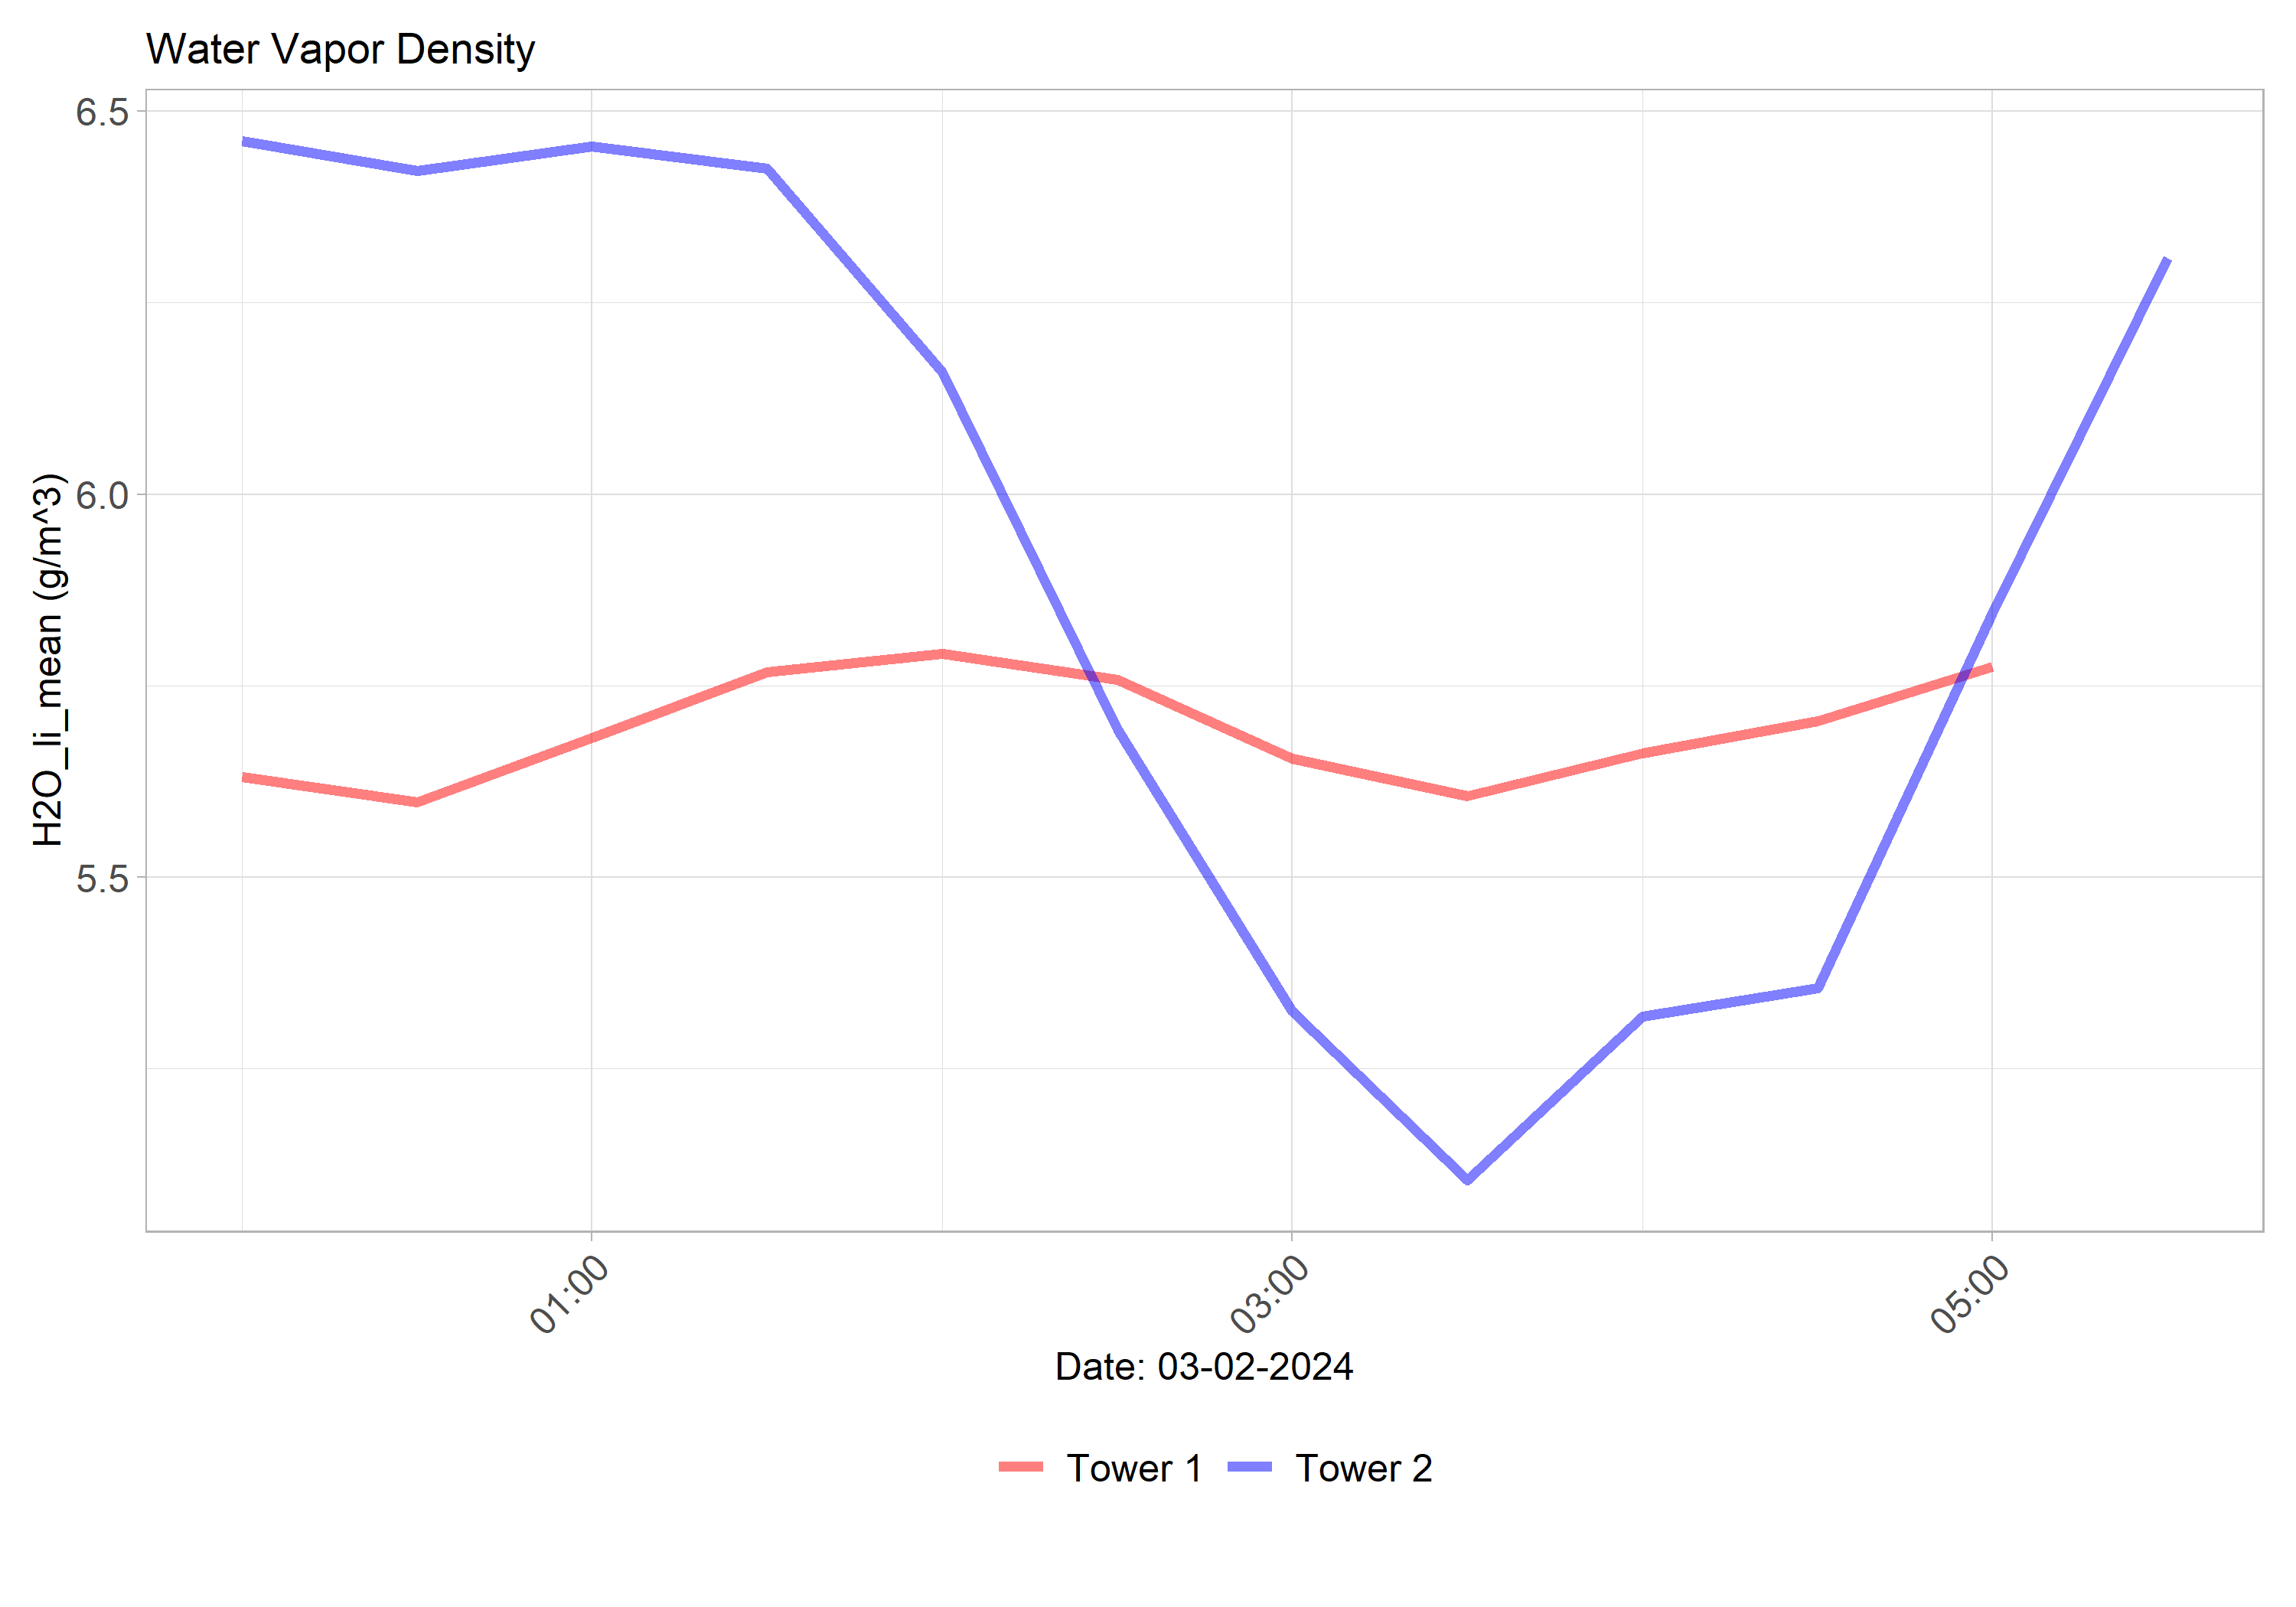 Water Vapor Density
H2O_li_mean (g/m^3)
6.5
6.0
5.5
01:00
03:00
05:00
Date: 03-02-2024
Tower 1
Tower 2